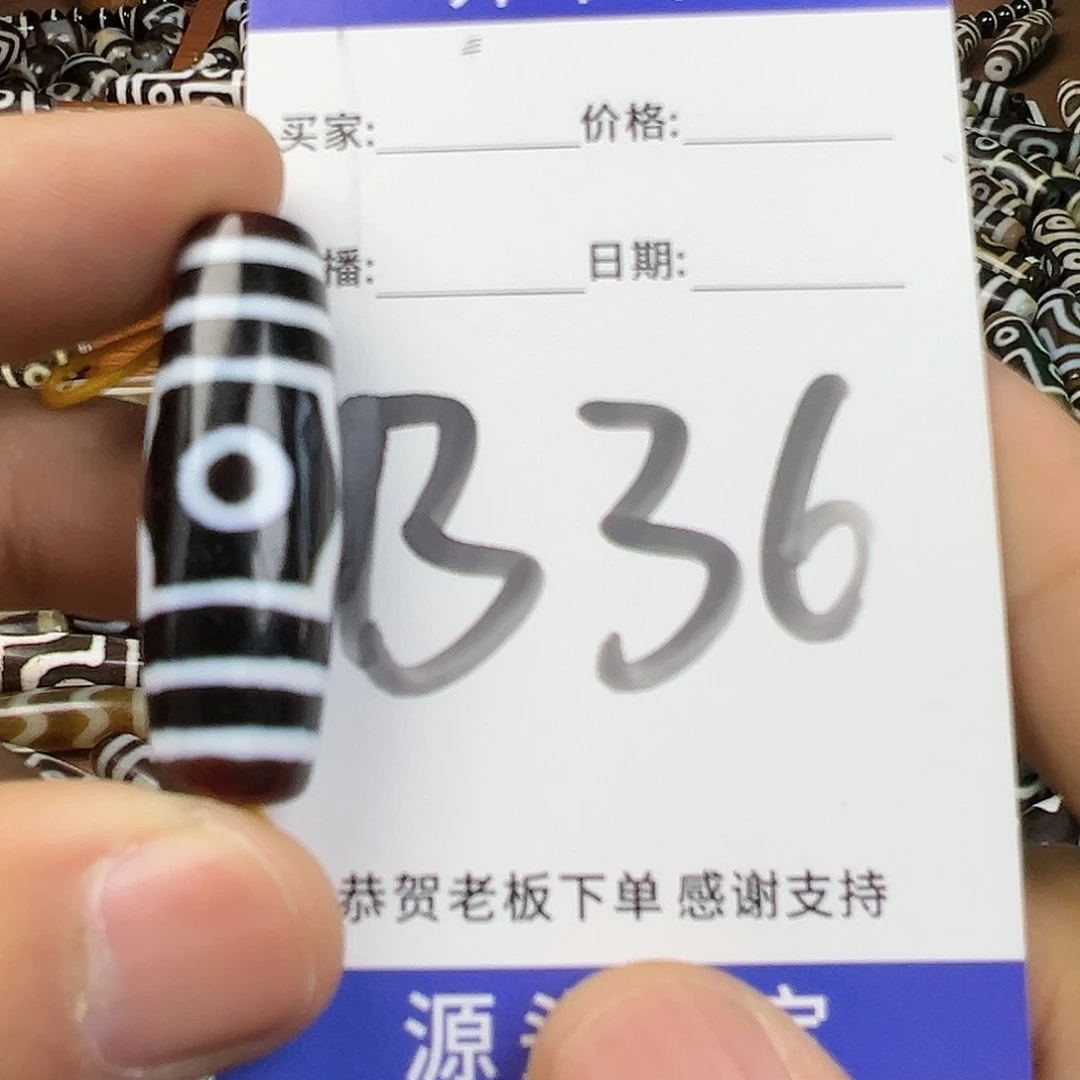 买家: 价格:
播: 日期:
B36
恭贺老板下单 感谢支持
源